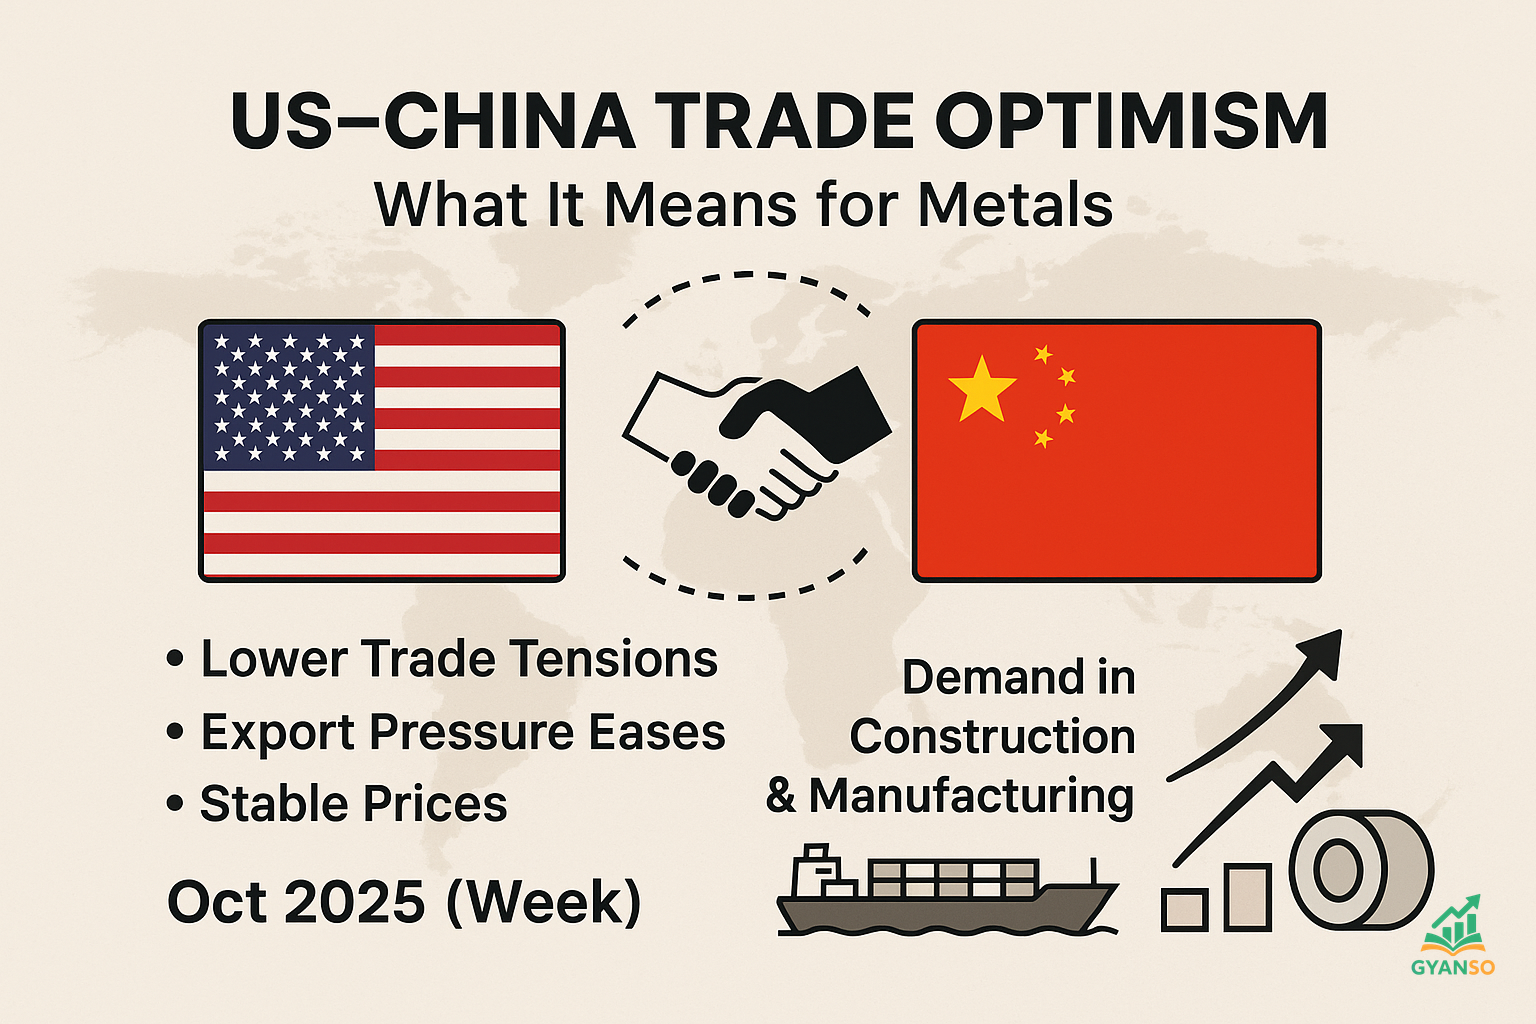 US–CHINA TRADE OPTIMISM
What It Means for Metals
• Lower Trade Tensions
• Export Pressure Eases
• Stable Prices
Oct 2025 (Week)
Demand in
Construction
& Manufacturing
GYANSO